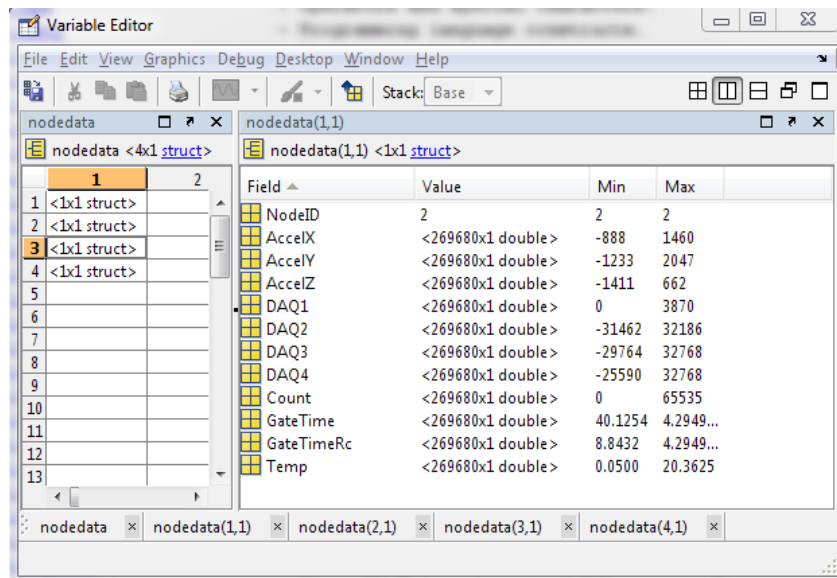 Variable Editor
File Edit View Graphics Debug Desktop Window Help
Stack: Base
nodedata
nodedata <4x1 struct>
1 2
1 <1x1 struct>
2 <1x1 struct>
3 <1x1 struct>
4 <1x1 struct>
5
6
7
8
9
10
11
12
13
nodedata(1,1)
nodedata(1,1) <1x1 struct>
Field Value Min Max
NodeID 2 2 2
AccelX <269680x1 double> -888 1460
AccelY <269680x1 double> -1233 2047
AccelZ <269680x1 double> -1411 662
DAQ1 <269680x1 double> 0 3870
DAQ2 <269680x1 double> -31462 32186
DAQ3 <269680x1 double> -29764 32768
DAQ4 <269680x1 double> -25590 32768
Count <269680x1 double> 0 65535
GateTime <269680x1 double> 40.1254 4.2949...
GateTimeRc <269680x1 double> 8.8432 4.2949...
Temp <269680x1 double> 0.0500 20.3625
nodedata nodedata(1,1) nodedata(2,1) nodedata(3,1) nodedata(4,1)